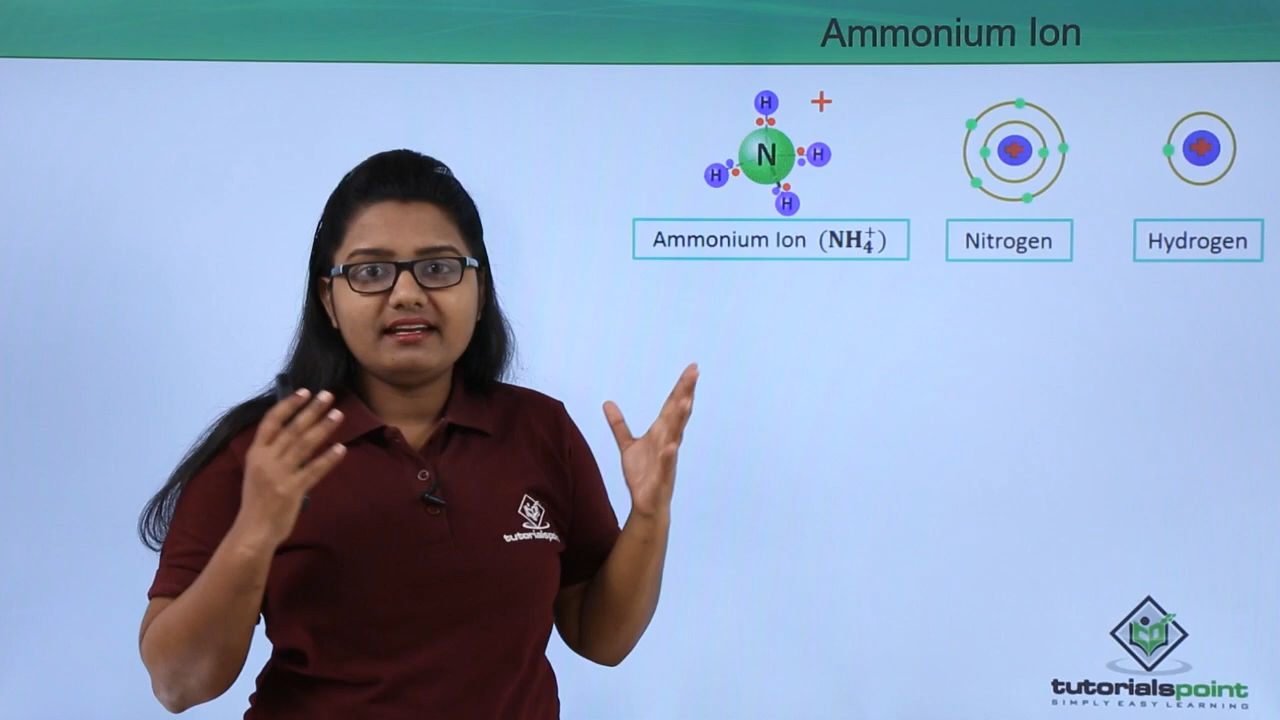 Ammonium Ion
H
N
H
H
H
Ammonium Ion (NH₄⁺)
Nitrogen
Hydrogen
tutorialspoint
tutorialspoint
SIMPLY EASY LEARNING